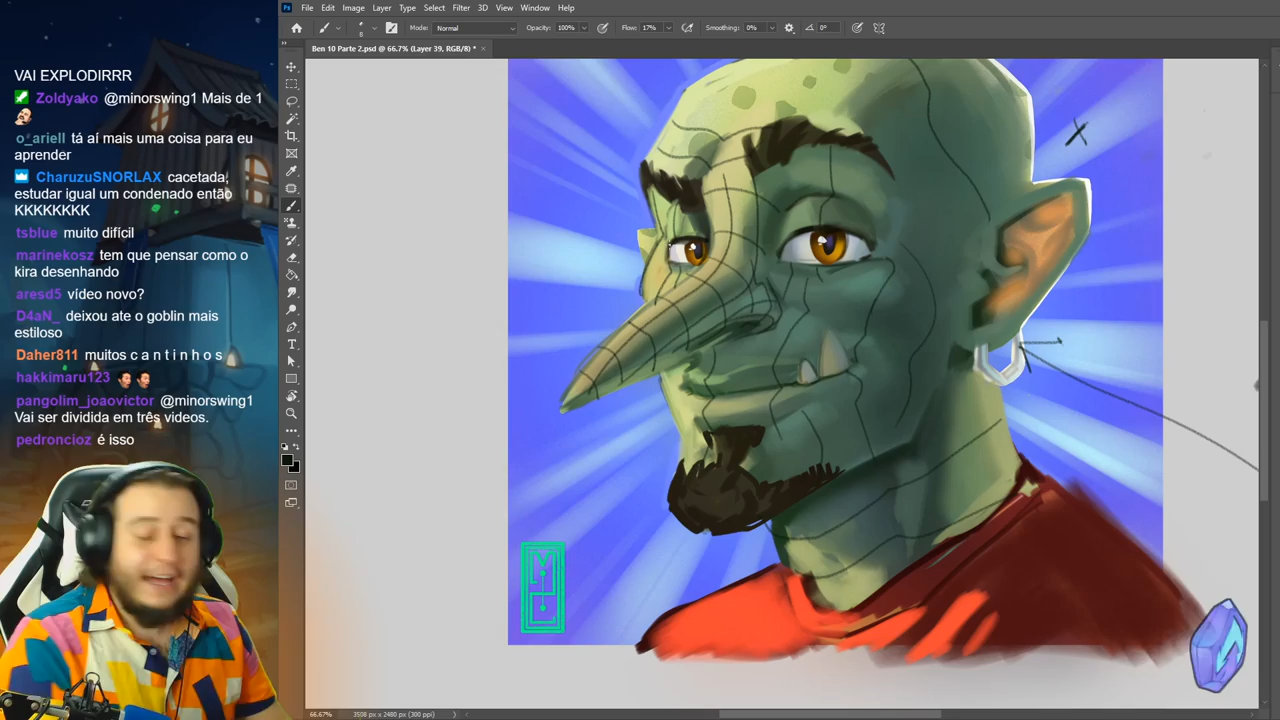 File Edit Image Layer Type Select Filter 3D View Window Help
Mode: Normal Opacity: 100% Flow: 17% Smoothing: 0% 0°
8
Ben 10 Parte 2.psd @ 66.7% (Layer 39, RGB/8) *
VAI EXPLODIRRR
Zoldyako @minorswing1 Mais de 1
o_ariell tá aí mais uma coisa para eu
aprender
CharuzuSNORLAX cacetada,
estudar igual um condenado então
KKKKKKKK
tsblue muito difícil
marinekosz tem que pensar como o
kira desenhando
aresd5 vídeo novo?
D4aN_ deixou ate o goblin mais
estiloso
Daher811 muitos c a n t i n h o s
hakkimaru123
pangolim_joaovictor @minorswing1
Vai ser dividida em três videos.
pedroncioz é isso
66.67% 3508 px x 2480 px (300 ppi)